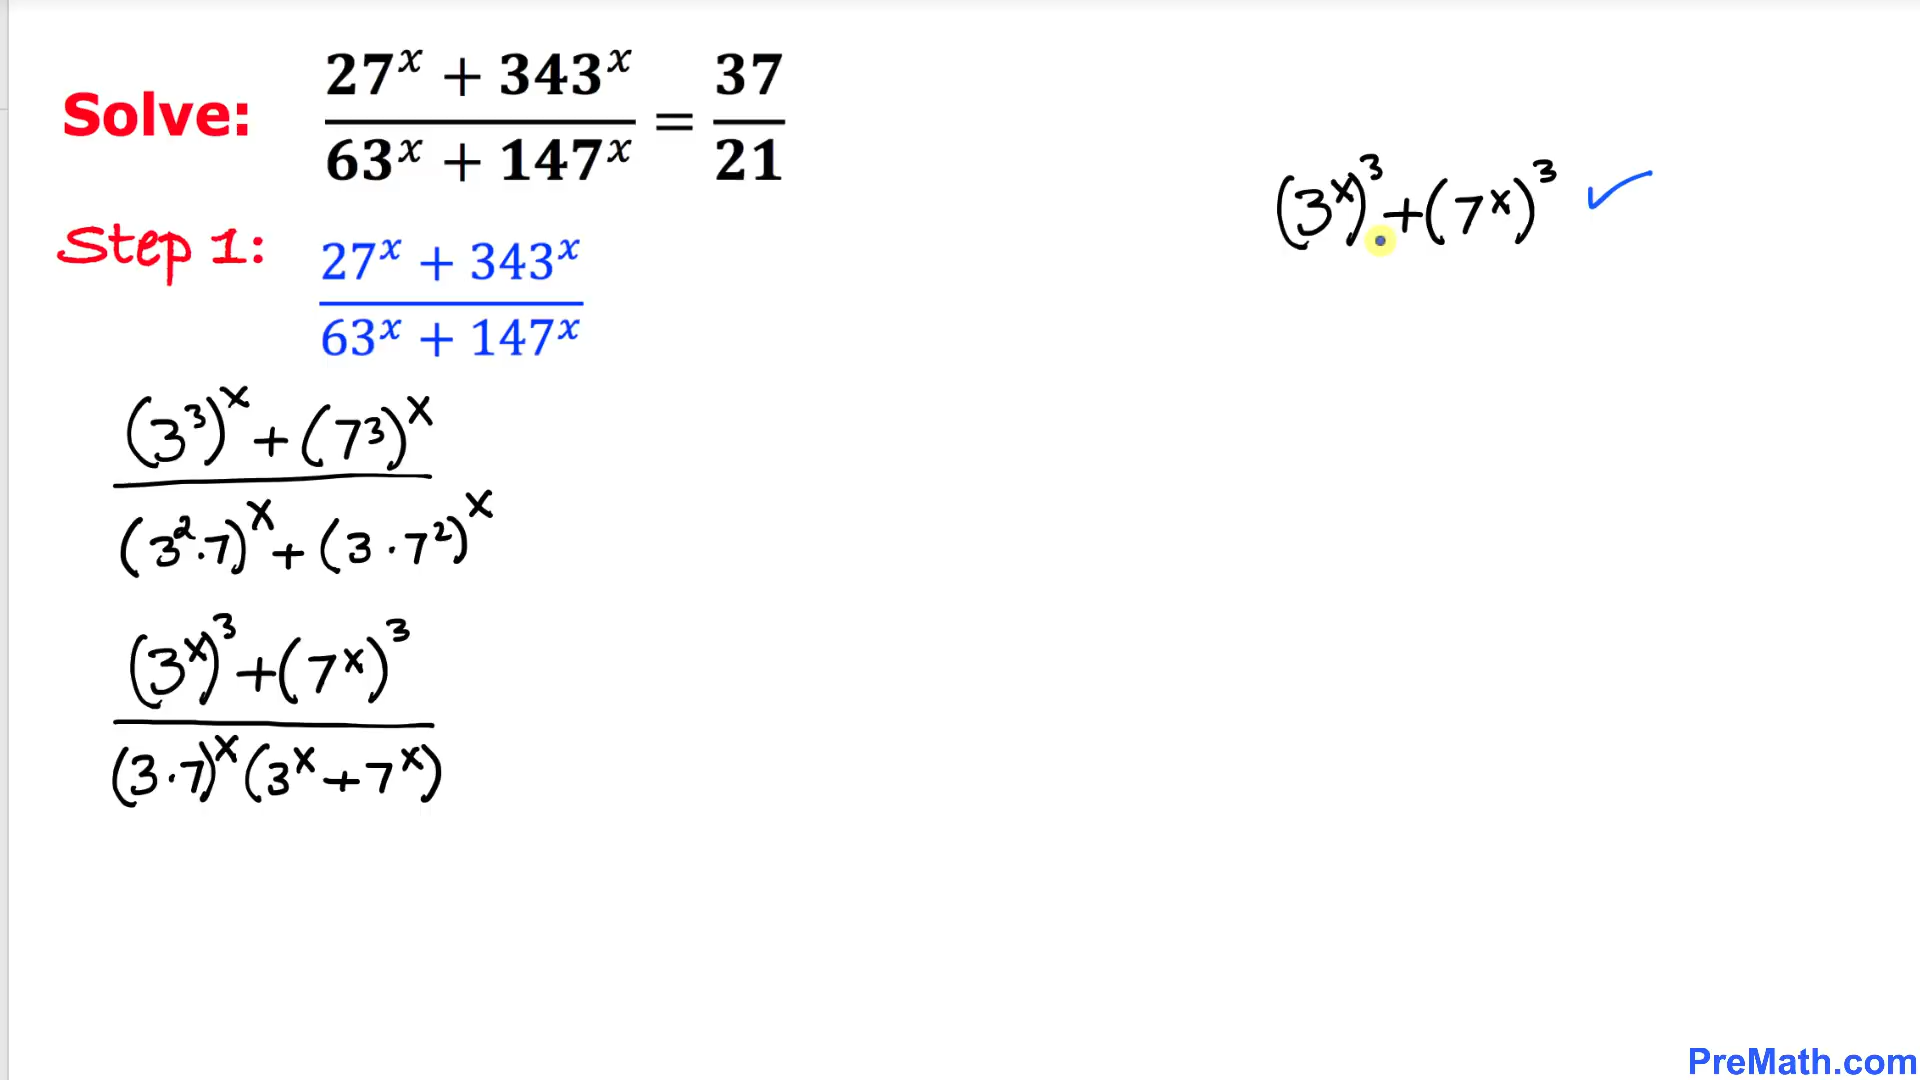 Solve: (27^x + 343^x)/(63^x + 147^x) = 37/21
(3^x)^3 + (7^x)^3 ✓
Step 1: (27^x + 343^x)/(63^x + 147^x)
(3^3)^x + (7^3)^x
(3^2·7)^x + (3·7^2)^x
(3^x)^3 + (7^x)^3
(3·7)^x (3^x + 7^x)
PreMath.com